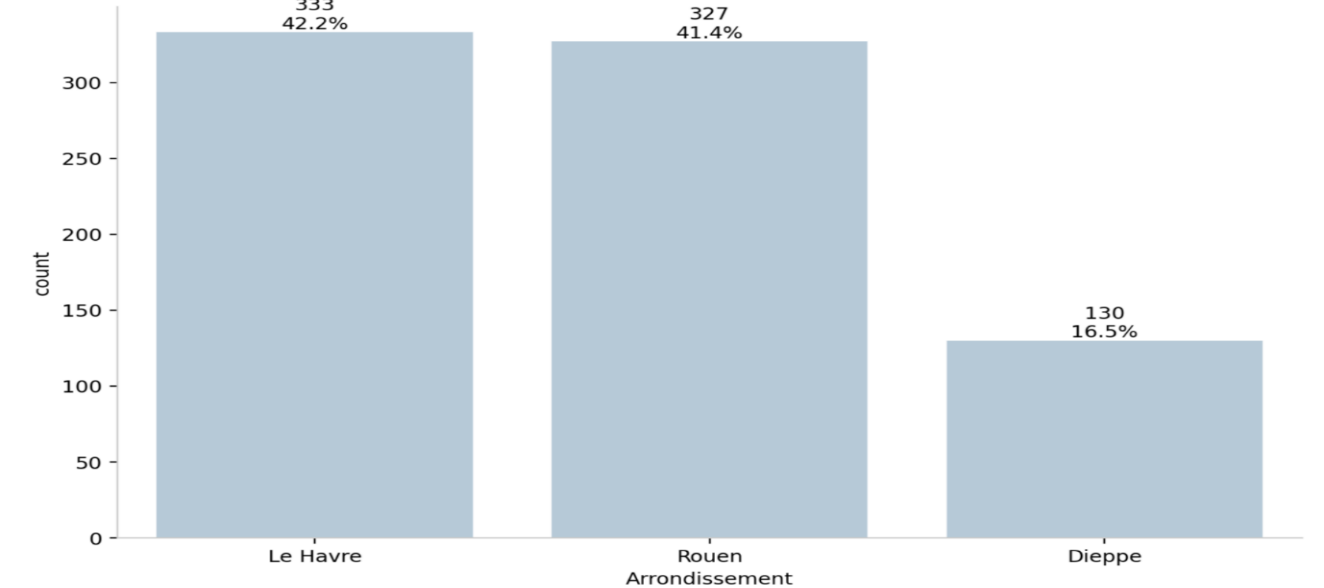 333
42.2%
327
41.4%
130
16.5%
300
250
200
150
100
50
0
count
Le Havre
Rouen
Dieppe
Arrondissement